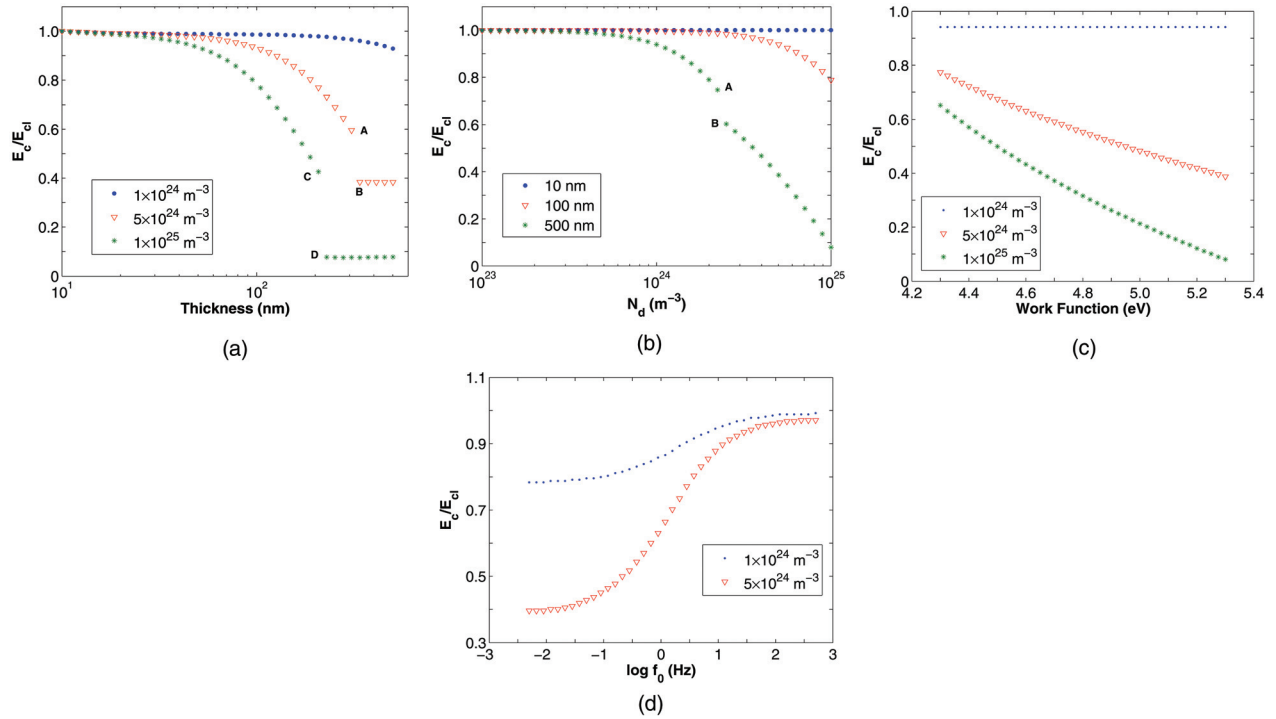 1.0
0.8
0.6
0.4
0.2
0
E_c/E_cl
A
B
C
D
1×10^24 m^−3
5×10^24 m^−3
1×10^25 m^−3
10^1
10^2
Thickness (nm)
(a)
1.0
0.8
0.6
0.4
0.2
0
E_c/E_cl
A
B
10 nm
100 nm
500 nm
10^23
10^24
10^25
N_d (m^−3)
(b)
1.0
0.8
0.6
0.4
0.2
0
E_c/E_cl
1×10^24 m^−3
5×10^24 m^−3
1×10^25 m^−3
4.2 4.4 4.6 4.8 5.0 5.2 5.4
Work Function (eV)
(c)
1.1
0.9
0.7
0.5
0.3
E_c/E_cl
1×10^24 m^−3
5×10^24 m^−3
−3 −2 −1 0 1 2 3
log f_0 (Hz)
(d)